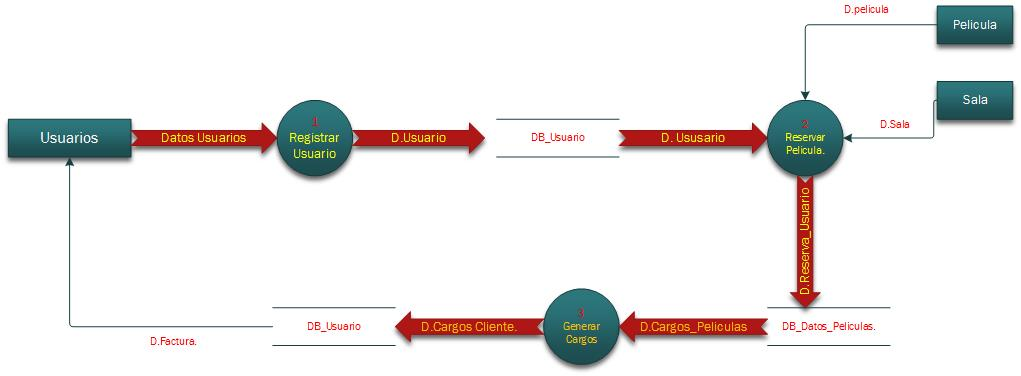 D.pelicula
Pelicula
Sala
D.Sala
Usuarios
Datos Usuarios
1
Registrar
Usuario
D.Usuario
DB_Usuario
D. Ususario
2
Reservar
Pelicula.
D.Reserva_Usuario
DB_Datos_Peliculas.
D.Cargos_Peliculas
3
Generar
Cargos
D.Cargos Cliente.
DB_Usuario
D.Factura.